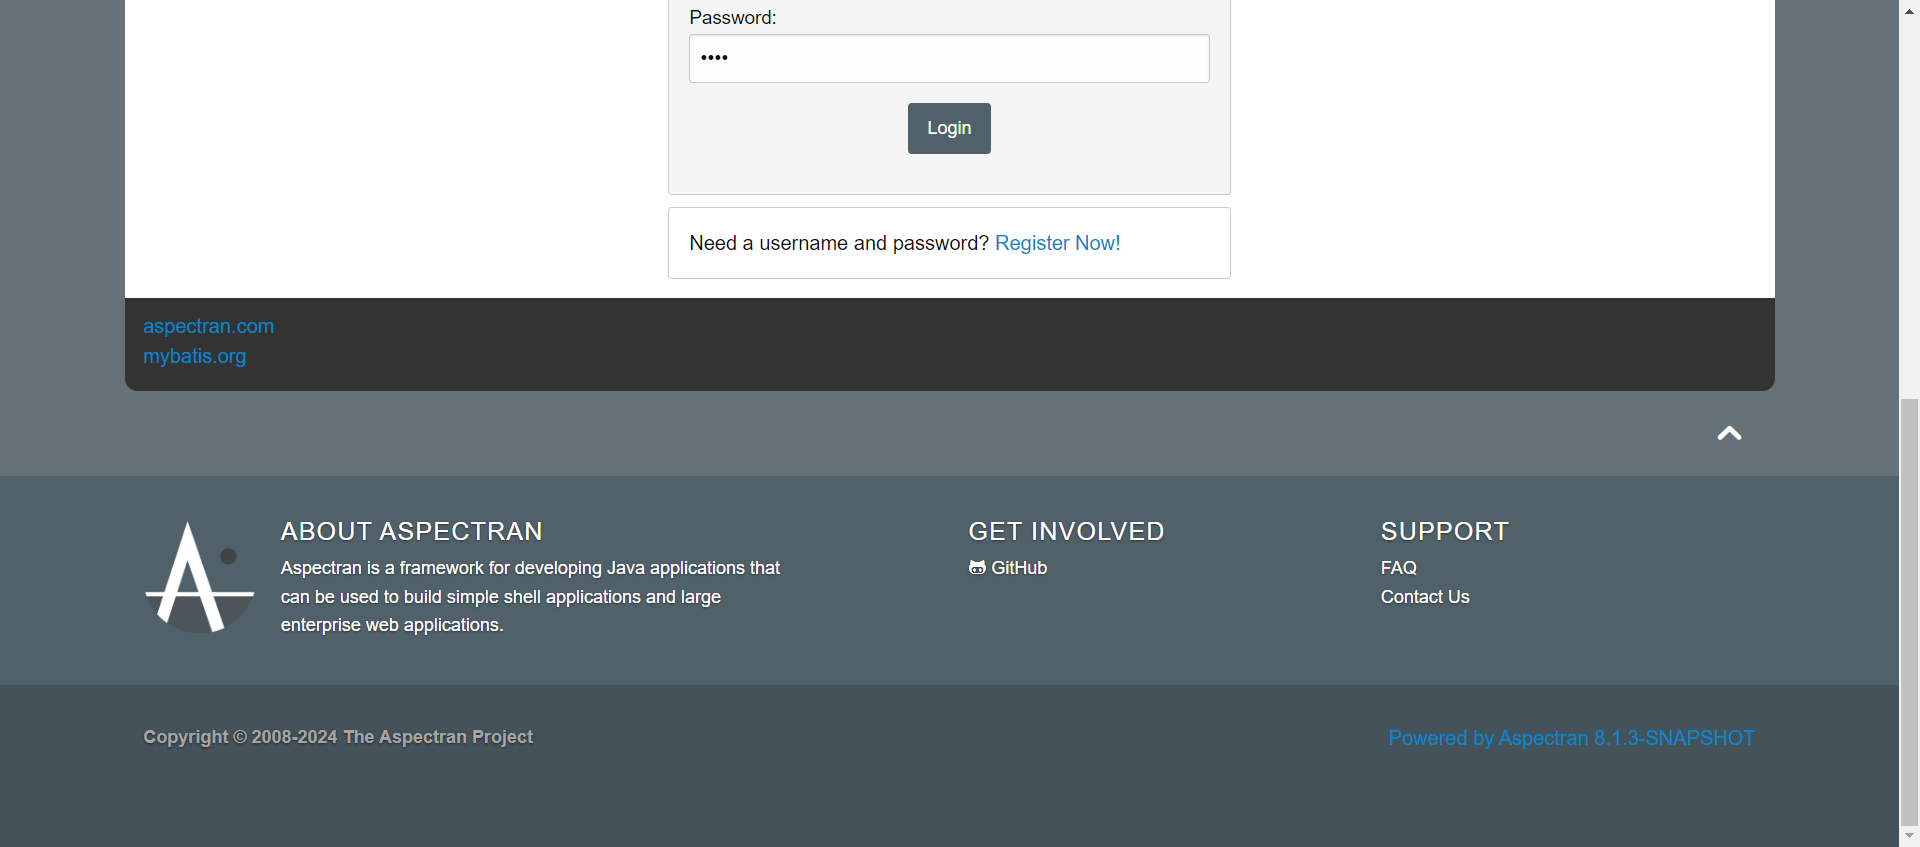 Password:
••••
Login
Need a username and password? Register Now!
aspectran.com
mybatis.org
ABOUT ASPECTRAN
Aspectran is a framework for developing Java applications that
can be used to build simple shell applications and large
enterprise web applications.
GET INVOLVED
GitHub
SUPPORT
FAQ
Contact Us
Copyright © 2008-2024 The Aspectran Project
Powered by Aspectran 8.1.3-SNAPSHOT